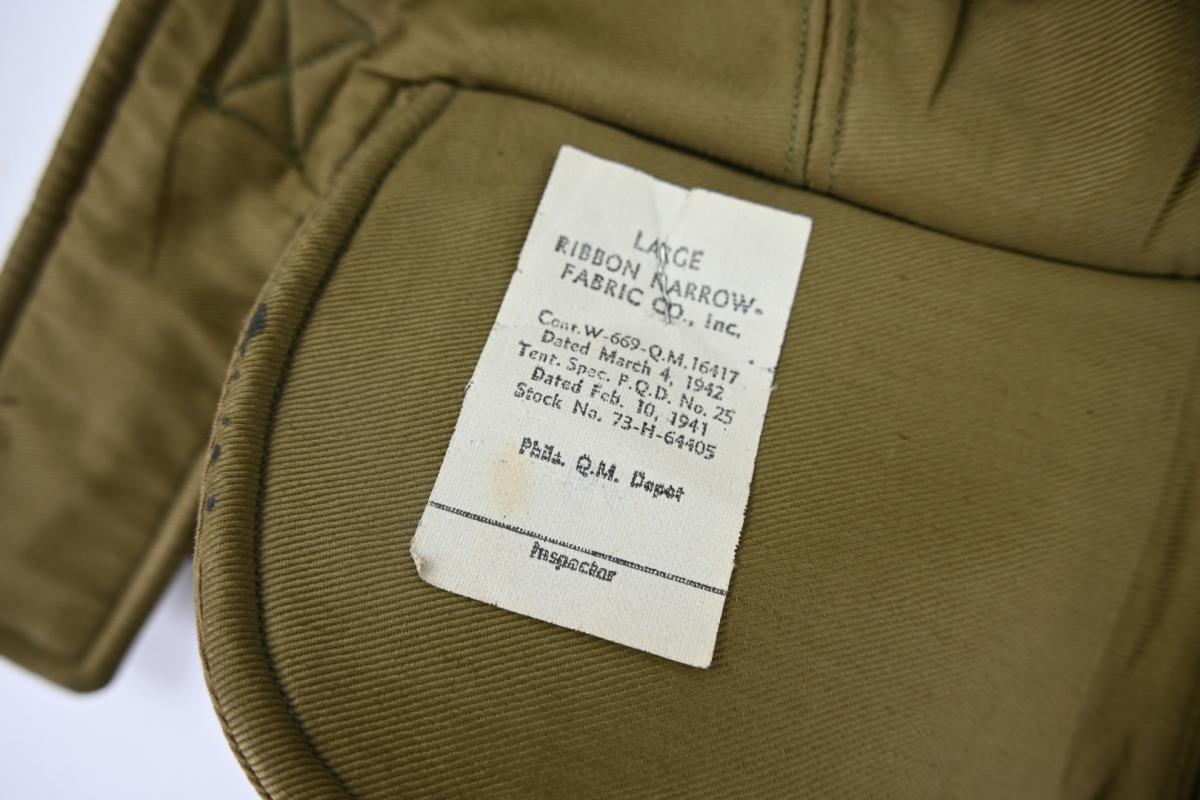 LARGE
RIBBON NARROW-
FABRIC CO., Inc.
Cont. W-669-Q.M.16417
Dated March 4, 1942
Tent. Spec. P.Q.D. No. 25
Dated Feb. 10, 1941
Stock No. 73-H-64405
Phila. Q.M. Depot
Inspector